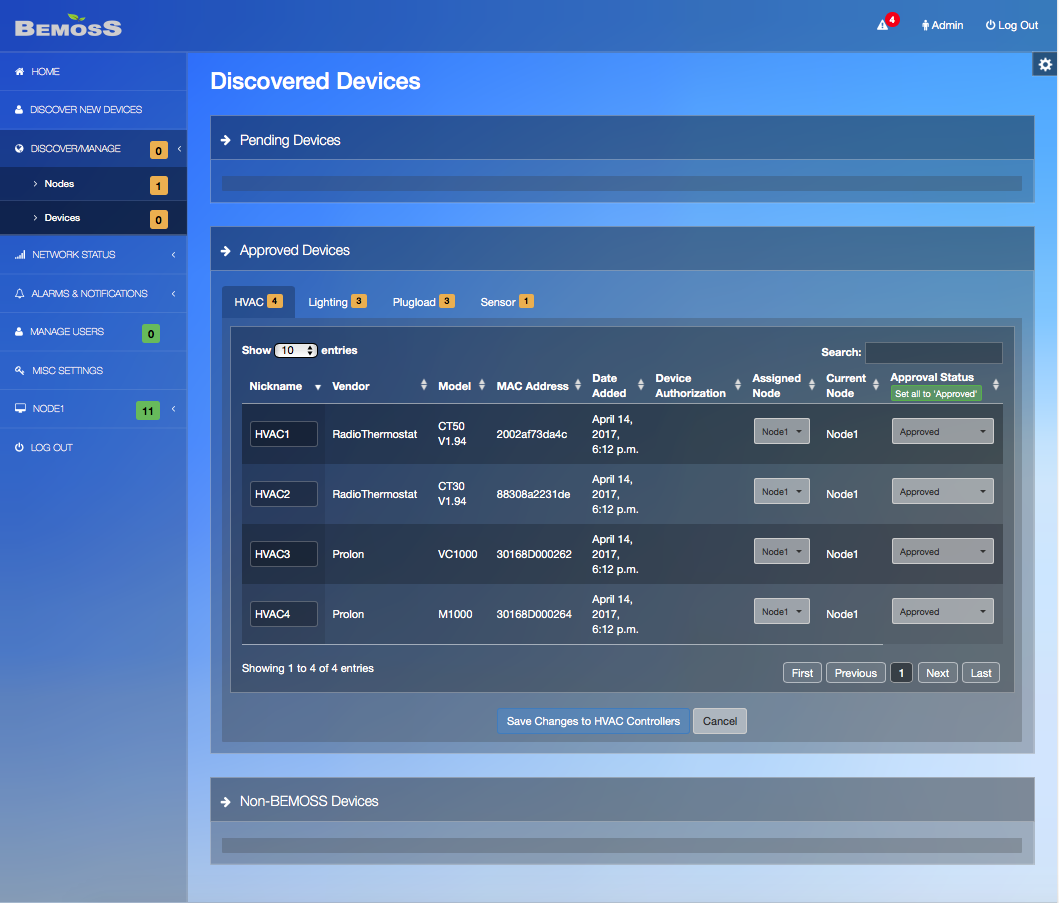 BEMOSS
4
Admin
Log Out
HOME
DISCOVER NEW DEVICES
DISCOVER/MANAGE 0
Nodes 1
Devices 0
NETWORK STATUS
ALARMS & NOTIFICATIONS
MANAGE USERS 0
MISC SETTINGS
NODE1 11
LOG OUT
Discovered Devices
Pending Devices
Approved Devices
HVAC 4 Lighting 3 Plugload 3 Sensor 1
Show 10 entries
Search:
Nickname Vendor Model MAC Address Date Added Device Authorization Assigned Node Current Node Approval Status
Set all to 'Approved'
HVAC1 RadioThermostat CT50 V1.94 2002af73da4c April 14, 2017, 6:12 p.m. Node1 Node1 Approved
HVAC2 RadioThermostat CT30 V1.94 88308a2231de April 14, 2017, 6:12 p.m. Node1 Node1 Approved
HVAC3 Prolon VC1000 30168D000262 April 14, 2017, 6:12 p.m. Node1 Node1 Approved
HVAC4 Prolon M1000 30168D000264 April 14, 2017, 6:12 p.m. Node1 Node1 Approved
Showing 1 to 4 of 4 entries
First Previous 1 Next Last
Save Changes to HVAC Controllers Cancel
Non-BEMOSS Devices